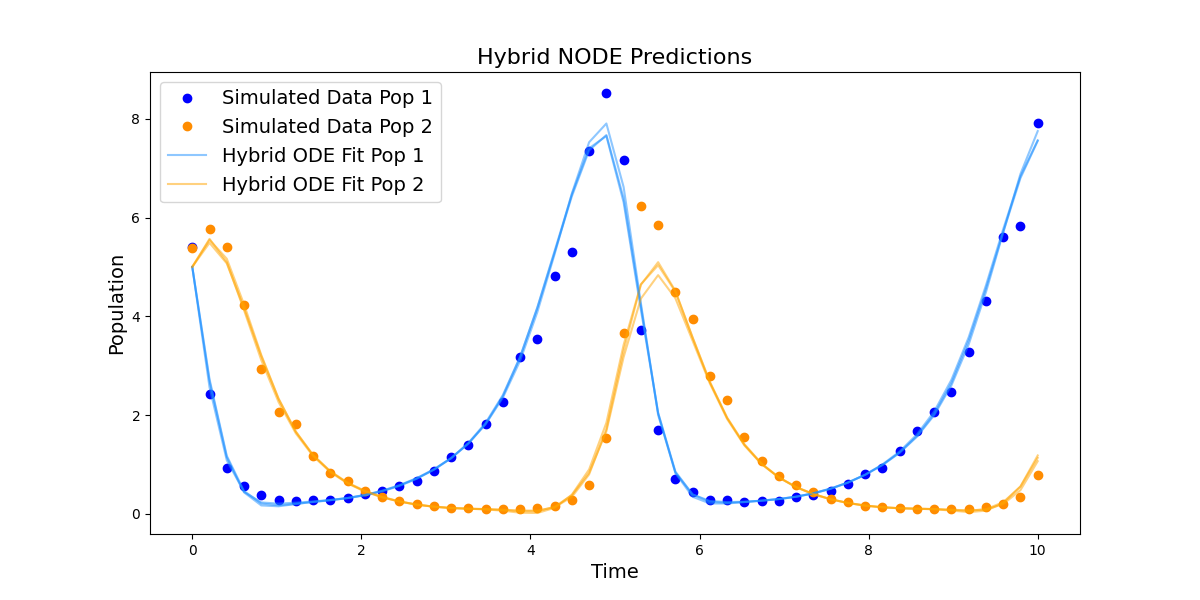 Hybrid NODE Predictions
Simulated Data Pop 1
Simulated Data Pop 2
Hybrid ODE Fit Pop 1
Hybrid ODE Fit Pop 2
Population
8
6
4
2
0
0 2 4 6 8 10
Time